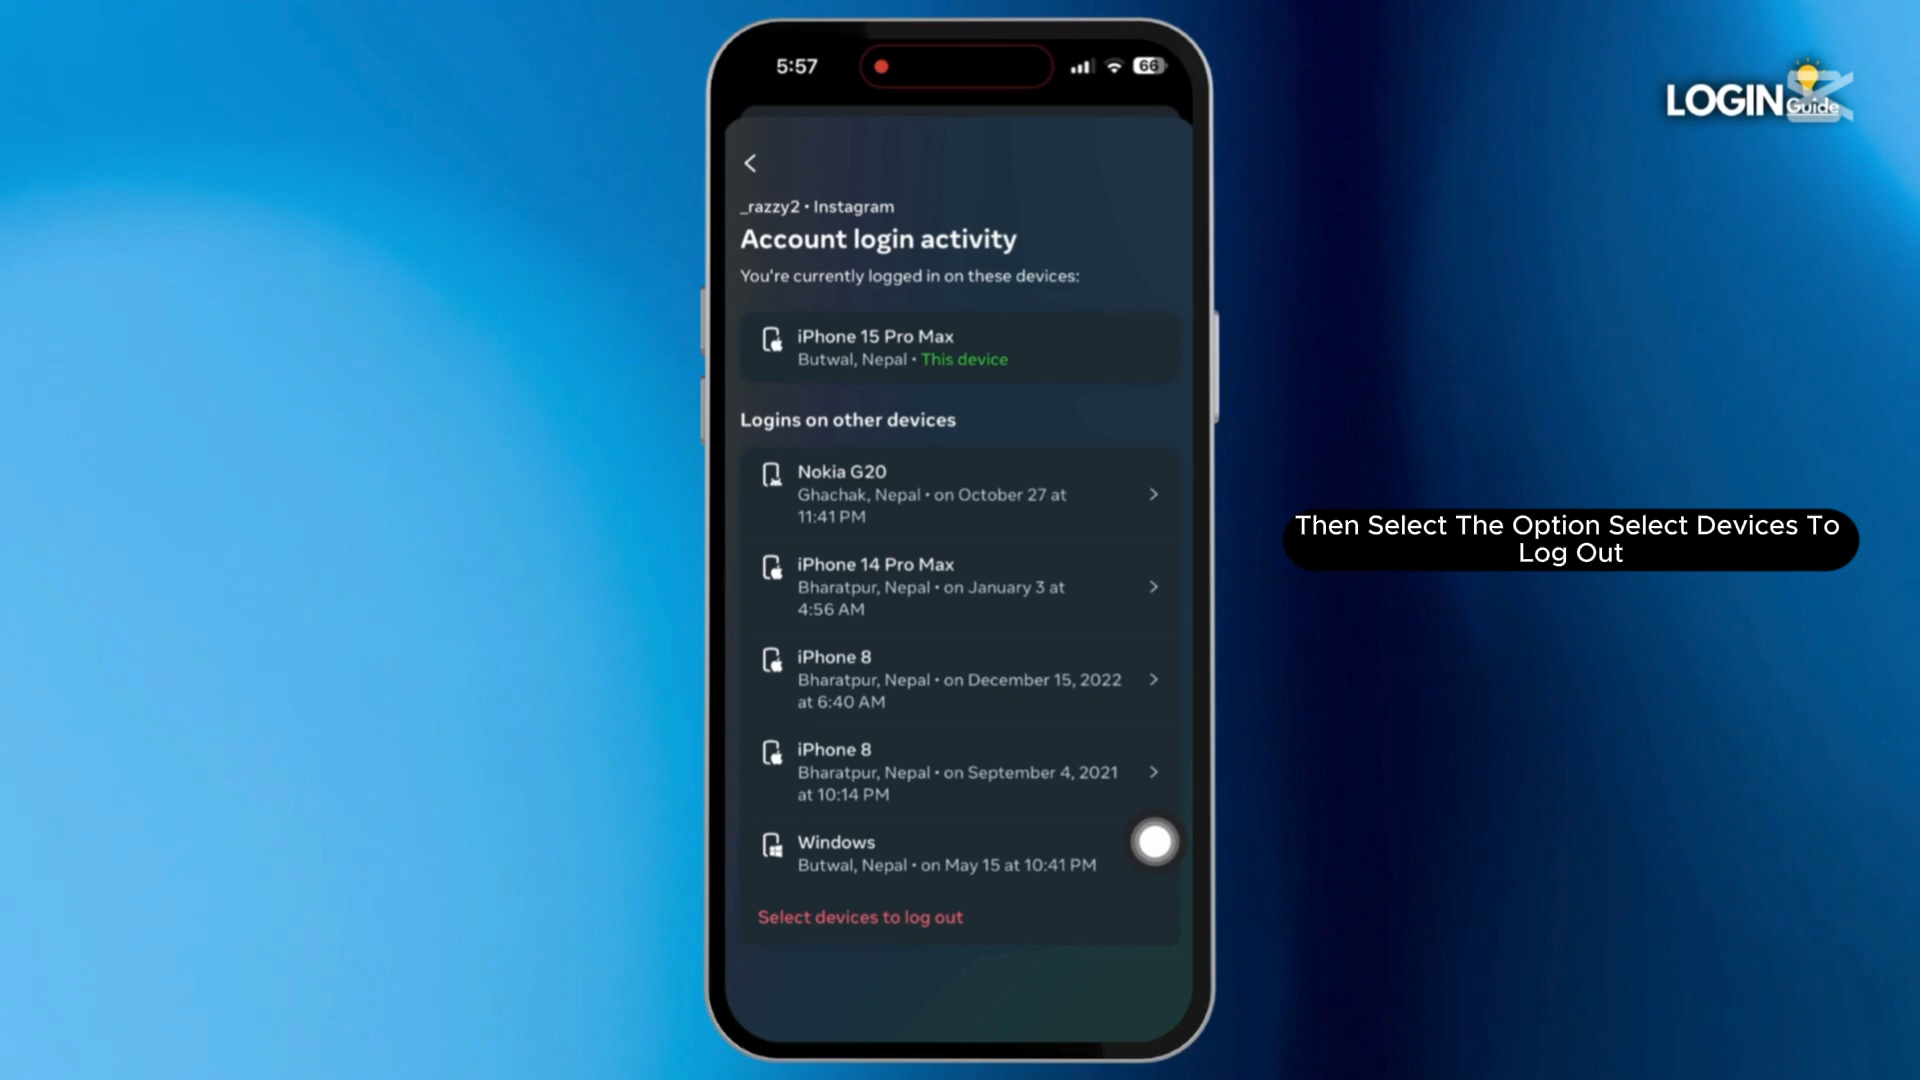 5:57
66
LOGIN Guide
_razzy2 • Instagram
Account login activity
You're currently logged in on these devices:
iPhone 15 Pro Max
Butwal, Nepal • This device
Logins on other devices
Nokia G20
Ghachak, Nepal • on October 27 at
11:41 PM
iPhone 14 Pro Max
Bharatpur, Nepal • on January 3 at
4:56 AM
iPhone 8
Bharatpur, Nepal • on December 15, 2022
at 6:40 AM
iPhone 8
Bharatpur, Nepal • on September 4, 2021
at 10:14 PM
Windows
Butwal, Nepal • on May 15 at 10:41 PM
Select devices to log out
Then Select The Option Select Devices To
Log Out